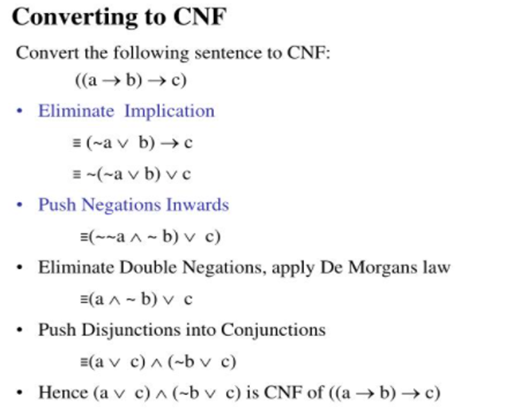 Converting to CNF
Convert the following sentence to CNF:
((a → b) → c)
• Eliminate Implication
≡ (~a ∨ b) → c
≡ ~(~a ∨ b) ∨ c
• Push Negations Inwards
≡(~~a ∧ ~ b) ∨ c)
• Eliminate Double Negations, apply De Morgans law
≡(a ∧ ~ b) ∨ c
• Push Disjunctions into Conjunctions
≡(a ∨ c) ∧ (~b ∨ c)
• Hence (a ∨ c) ∧ (~b ∨ c) is CNF of ((a → b) → c)